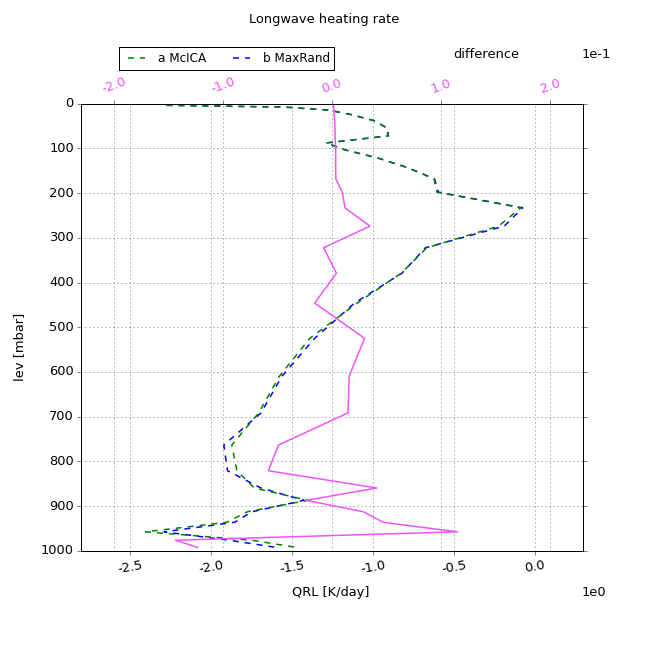 Longwave heating rate
a McICA b MaxRand
difference 1e-1
-2.0 -1.0 0.0 1.0 2.0
0
100
200
300
400
500
600
700
800
900
1000
lev [mbar]
-2.5 -2.0 -1.5 -1.0 -0.5 0.0
QRL [K/day] 1e0